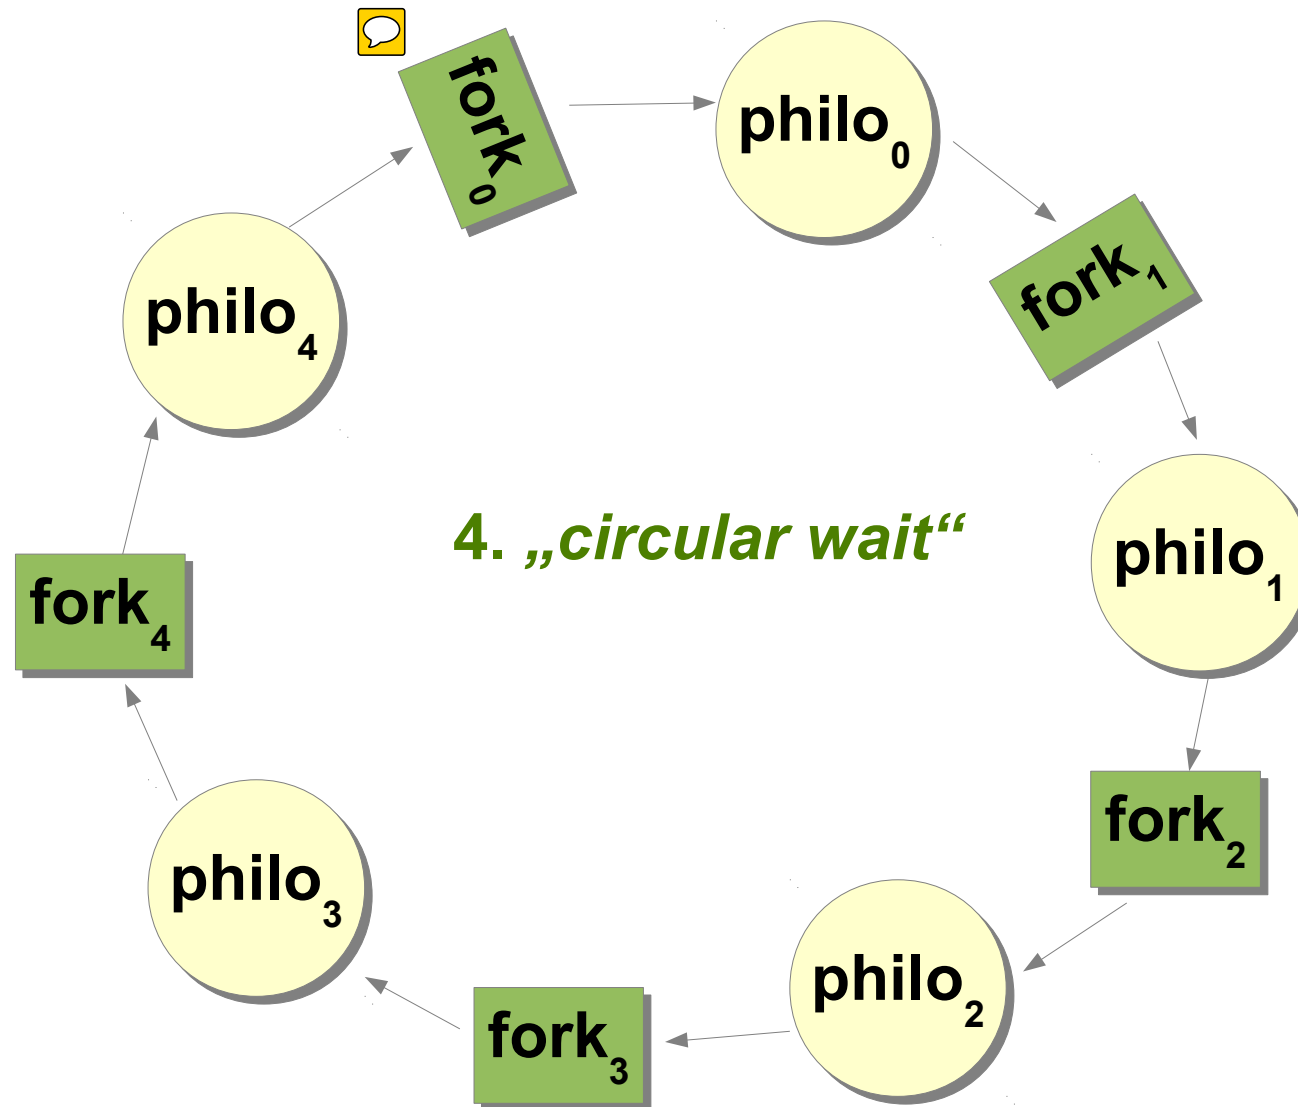 fork₀
philo₀
fork₁
philo₄
4. „circular wait“
philo₁
fork₄
fork₂
philo₃
philo₂
fork₃